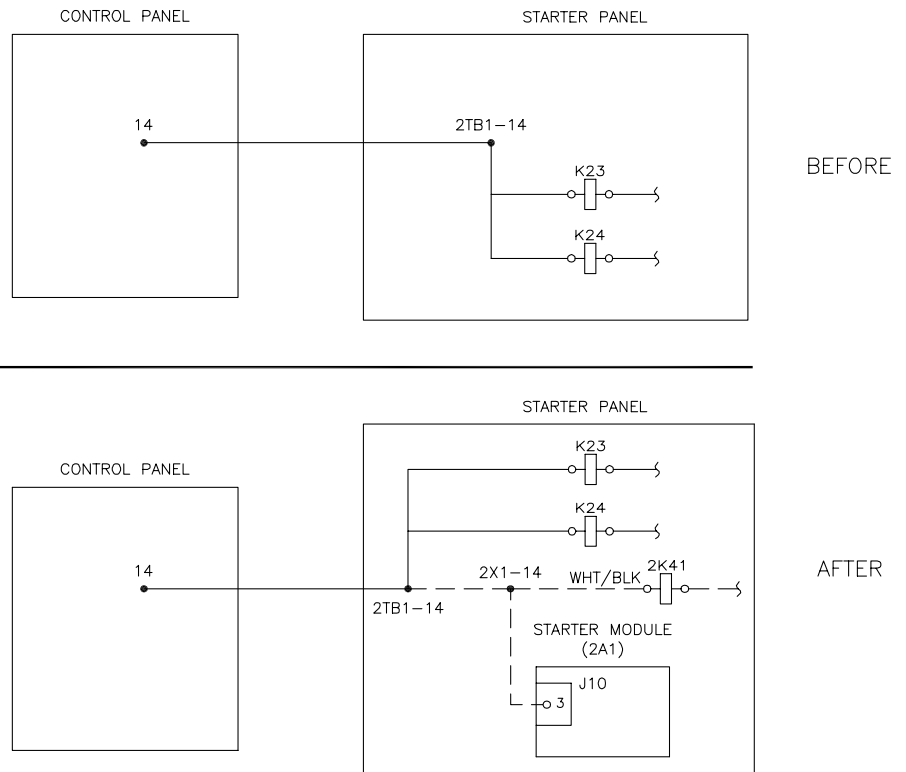 CONTROL PANEL
STARTER PANEL
14
2TB1-14
K23
K24
BEFORE
STARTER PANEL
CONTROL PANEL
K23
K24
14
2TB1-14
2X1-14
WHT/BLK
2K41
AFTER
STARTER MODULE
(2A1)
J10
3